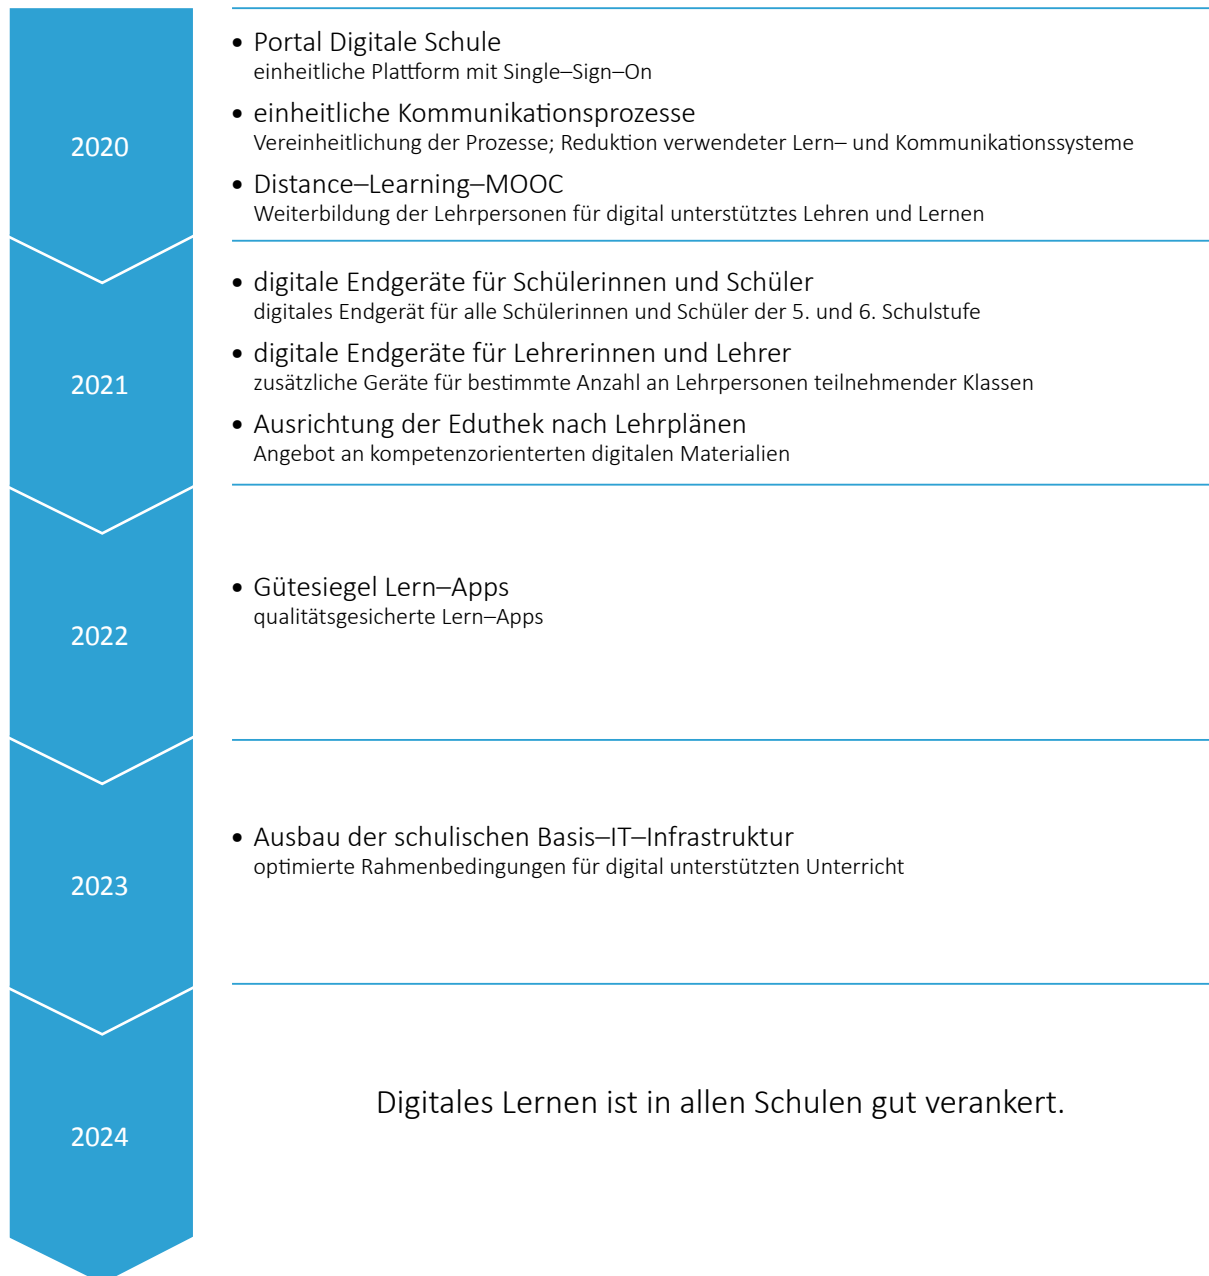 2020
• Portal Digitale Schule
einheitliche Plattform mit Single–Sign–On
• einheitliche Kommunikationsprozesse
Vereinheitlichung der Prozesse; Reduktion verwendeter Lern– und Kommunikationssysteme
• Distance–Learning–MOOC
Weiterbildung der Lehrpersonen für digital unterstütztes Lehren und Lernen
2021
• digitale Endgeräte für Schülerinnen und Schüler
digitales Endgerät für alle Schülerinnen und Schüler der 5. und 6. Schulstufe
• digitale Endgeräte für Lehrerinnen und Lehrer
zusätzliche Geräte für bestimmte Anzahl an Lehrpersonen teilnehmender Klassen
• Ausrichtung der Eduthek nach Lehrplänen
Angebot an kompetenzorienterten digitalen Materialien
2022
• Gütesiegel Lern–Apps
qualitätsgesicherte Lern–Apps
2023
• Ausbau der schulischen Basis–IT–Infrastruktur
optimierte Rahmenbedingungen für digital unterstützten Unterricht
2024
Digitales Lernen ist in allen Schulen gut verankert.